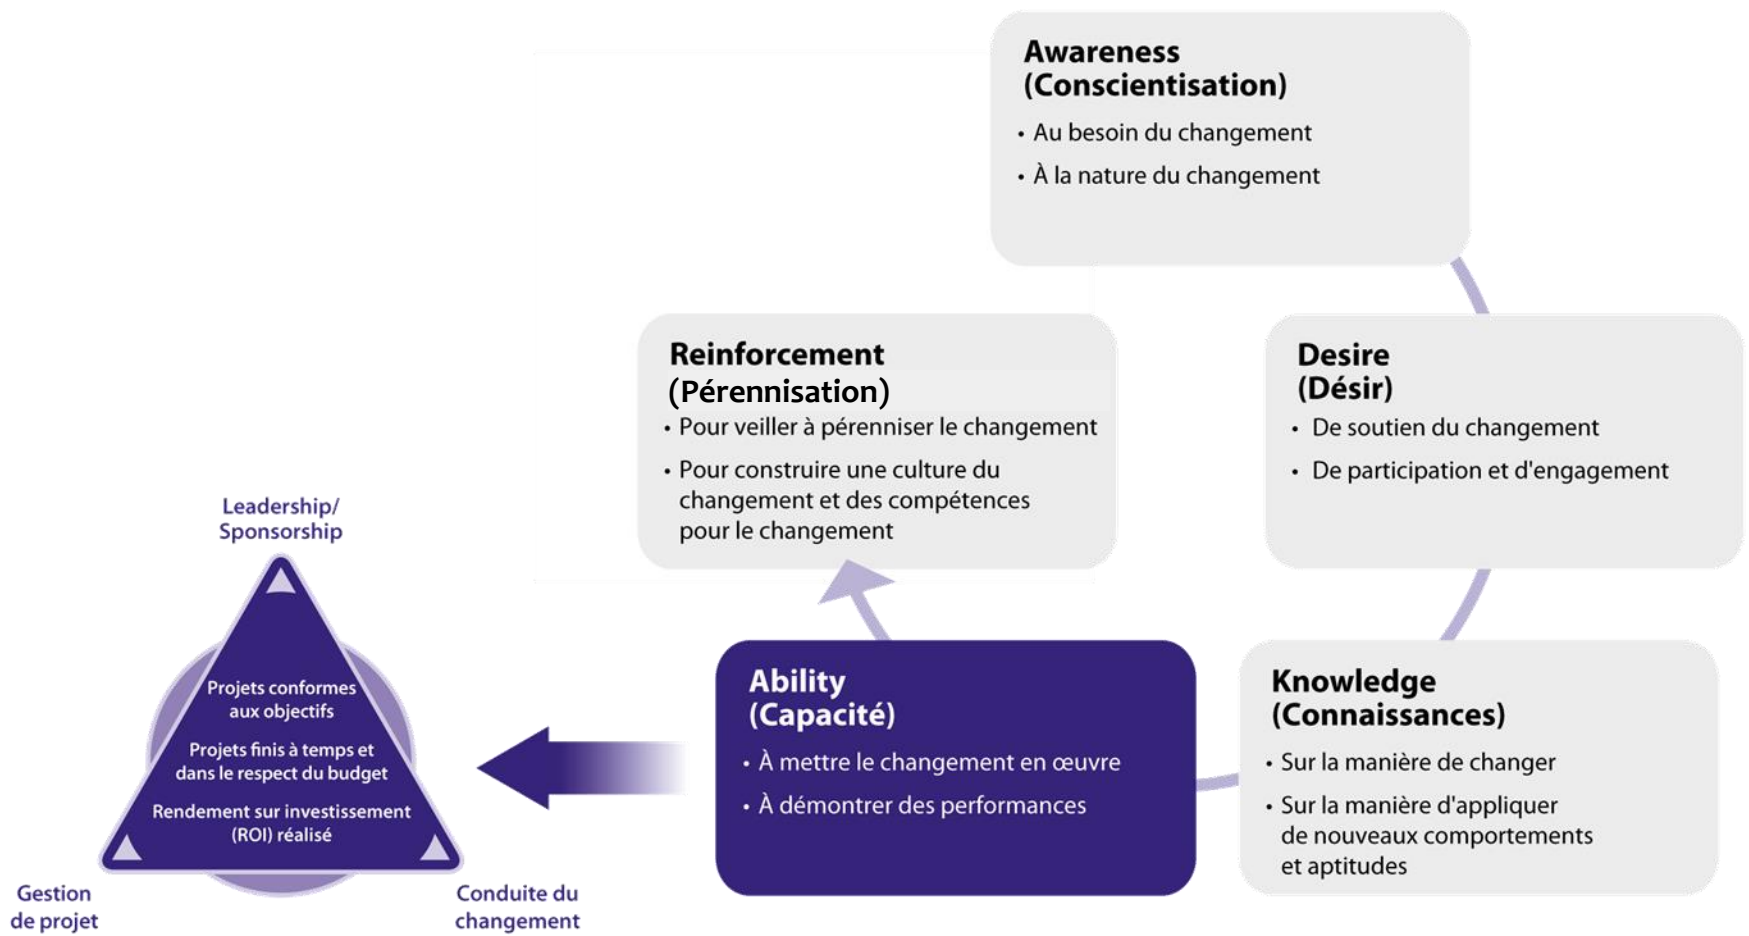 Awareness
(Conscientisation)
• Au besoin du changement
• À la nature du changement
Reinforcement
(Pérennisation)
• Pour veiller à pérenniser le changement
• Pour construire une culture du
changement et des compétences
pour le changement
Desire
(Désir)
• De soutien du changement
• De participation et d'engagement
Leadership/
Sponsorship
Projets conformes
aux objectifs
Projets finis à temps et
dans le respect du budget
Rendement sur investissement
(ROI) réalisé
Gestion
de projet
Conduite du
changement
Ability
(Capacité)
• À mettre le changement en œuvre
• À démontrer des performances
Knowledge
(Connaissances)
• Sur la manière de changer
• Sur la manière d'appliquer
de nouveaux comportements
et aptitudes